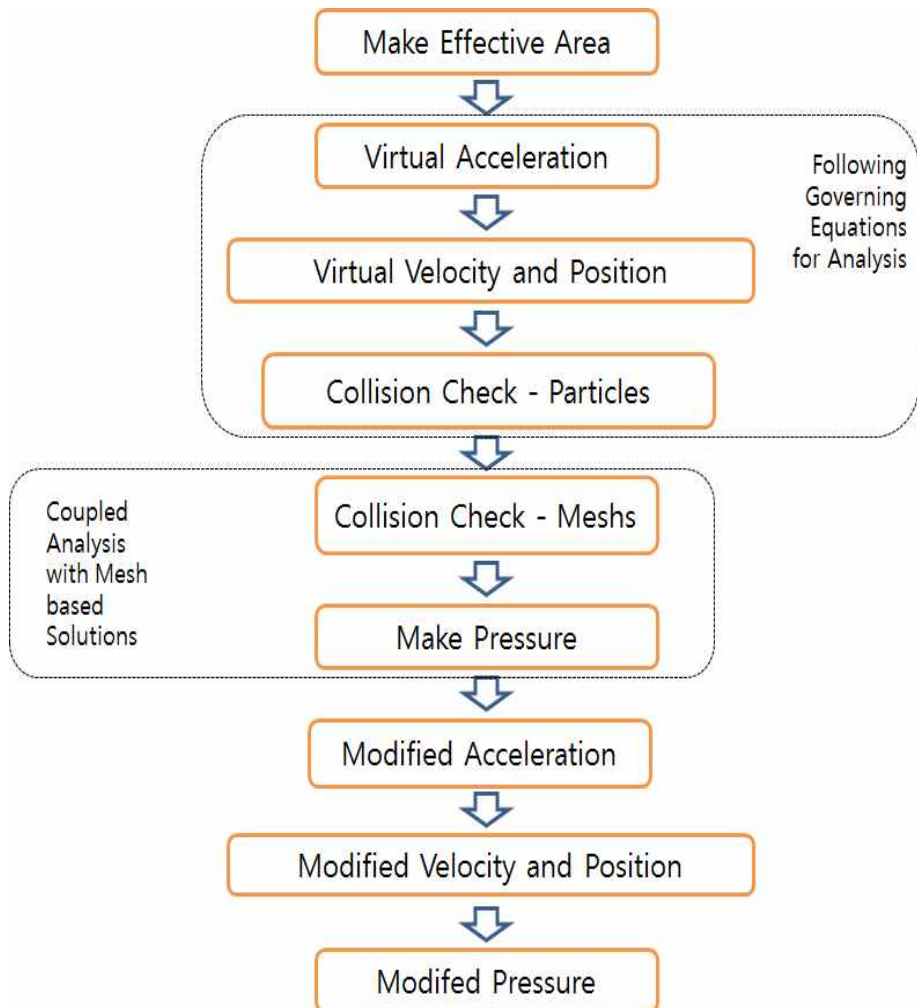 Make Effective Area
Virtual Acceleration
Following
Governing
Equations
for Analysis
Virtual Velocity and Position
Collision Check - Particles
Coupled
Analysis
with Mesh
based
Solutions
Collision Check - Meshs
Make Pressure
Modified Acceleration
Modified Velocity and Position
Modifed Pressure